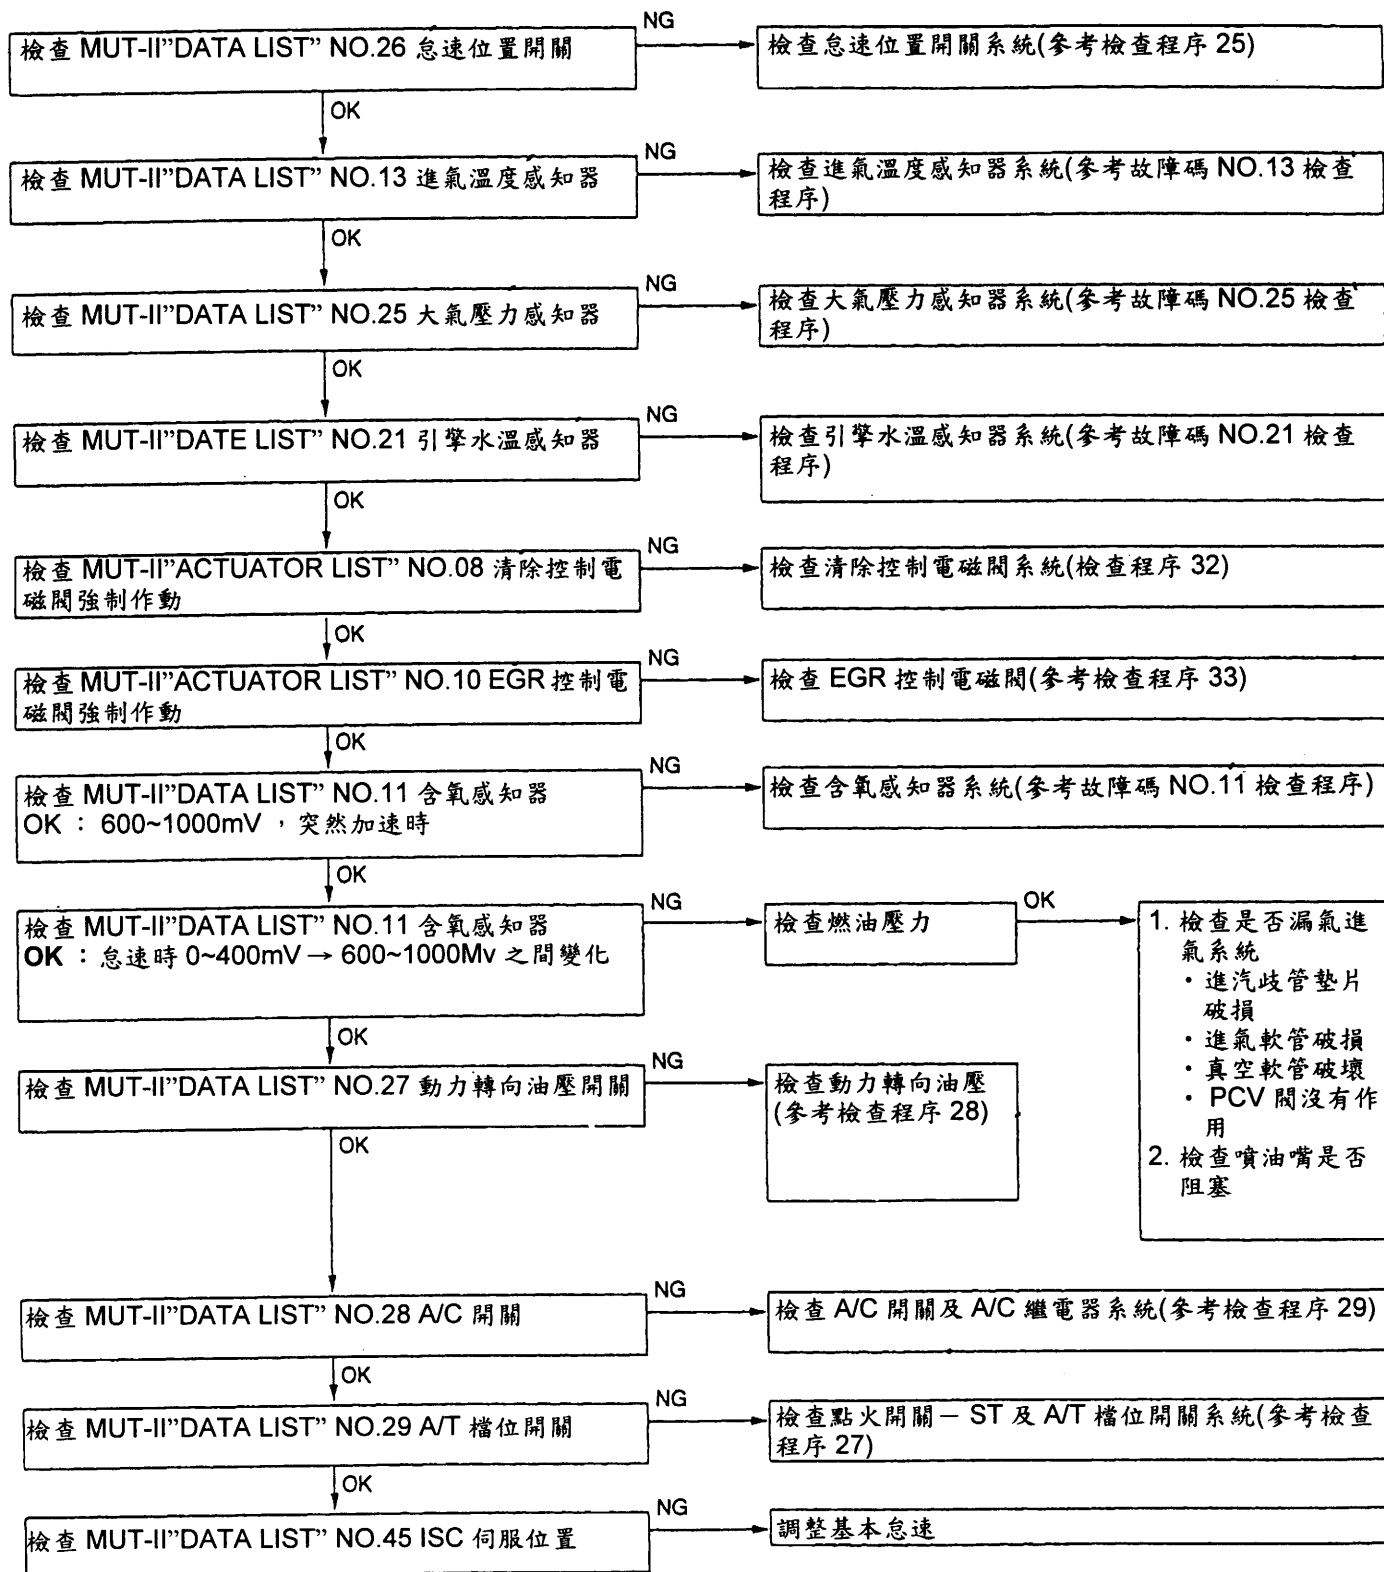 NG
檢查 MUT-II”DATA LIST” NO.26 怠速位置開關
檢查怠速位置開關系統(參考檢查程序 25)
OK
NG
檢查 MUT-II”DATA LIST” NO.13 進氣溫度感知器
檢查進氣溫度感知器系統(參考故障碼 NO.13 檢查
程序)
OK
NG
檢查 MUT-II”DATA LIST” NO.25 大氣壓力感知器
檢查大氣壓力感知器系統(參考故障碼 NO.25 檢查
程序)
OK
NG
檢查 MUT-II”DATE LIST” NO.21 引擎水溫感知器
檢查引擎水溫感知器系統(參考故障碼 NO.21 檢查
程序)
OK
NG
檢查 MUT-II”ACTUATOR LIST” NO.08 清除控制電
磁閥強制作動
檢查清除控制電磁閥系統(檢查程序 32)
OK
NG
檢查 MUT-II”ACTUATOR LIST” NO.10 EGR 控制電
磁閥強制作動
檢查 EGR 控制電磁閥(參考檢查程序 33)
OK
NG
檢查 MUT-II”DATA LIST” NO.11 含氧感知器
OK ： 600~1000mV ，突然加速時
檢查含氧感知器系統(參考故障碼 NO.11 檢查程序)
OK
NG
檢查 MUT-II”DATA LIST” NO.11 含氧感知器
OK ：怠速時 0~400mV → 600~1000Mv 之間變化
檢查燃油壓力
OK
1. 檢查是否漏氣進
氣系統
・進汽歧管墊片
破損
・進氣軟管破損
・真空軟管破壞
・PCV 閥沒有作
用
2. 檢查噴油嘴是否
阻塞
OK
NG
檢查 MUT-II”DATA LIST” NO.27 動力轉向油壓開關
檢查動力轉向油壓
(參考檢查程序 28)
OK
NG
檢查 MUT-II”DATA LIST” NO.28 A/C 開關
檢查 A/C 開關及 A/C 繼電器系統(參考檢查程序 29)
OK
NG
檢查 MUT-II”DATA LIST” NO.29 A/T 檔位開關
檢查點火開關－ ST 及 A/T 檔位開關系統(參考檢查
程序 27)
OK
NG
檢查 MUT-II”DATA LIST” NO.45 ISC 伺服位置
調整基本怠速